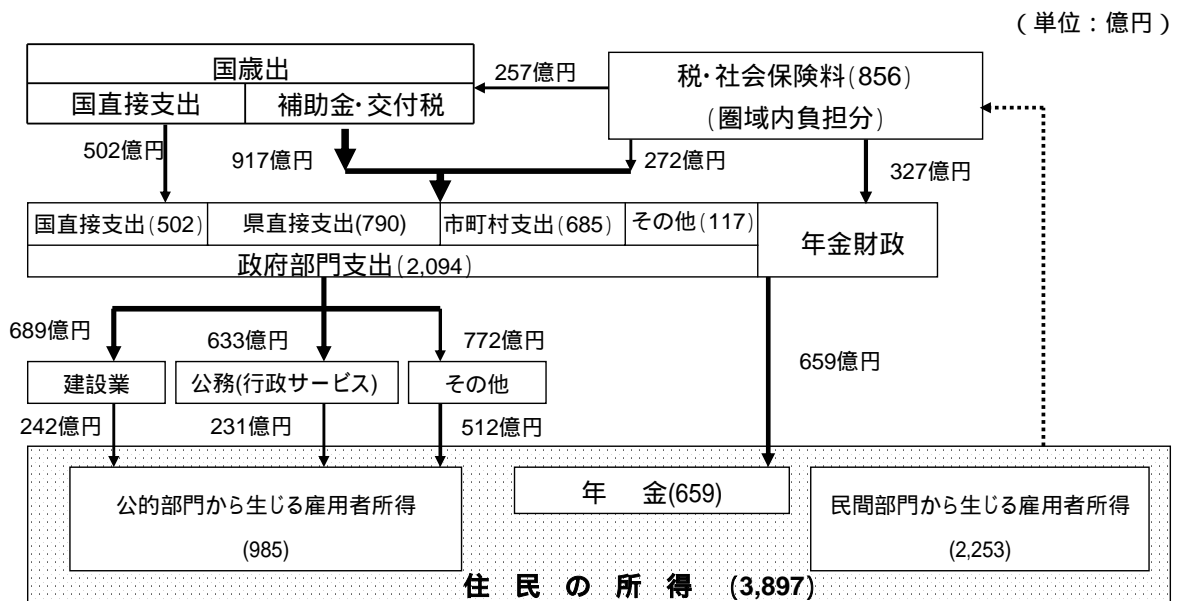 (単位:億円)
国歳出
国直接支出
補助金・交付税
257億円
税・社会保険料(856)
(圏域内負担分)
502億円
917億円
272億円
327億円
国直接支出(502)
県直接支出(790)
市町村支出(685)
その他(117)
政府部門支出(2,094)
年金財政
689億円
633億円
772億円
659億円
建設業
公務(行政サービス)
その他
242億円
231億円
512億円
公的部門から生じる雇用者所得
(985)
年 金(659)
民間部門から生じる雇用者所得
(2,253)
住 民 の 所 得 (3,897)